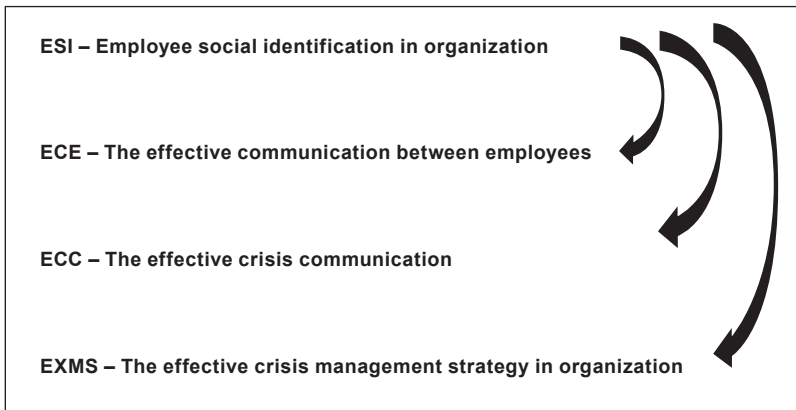 ESI – Employee social identification in organization
ECE – The effective communication between employees
ECC – The effective crisis communication
EXMS – The effective crisis management strategy in organization